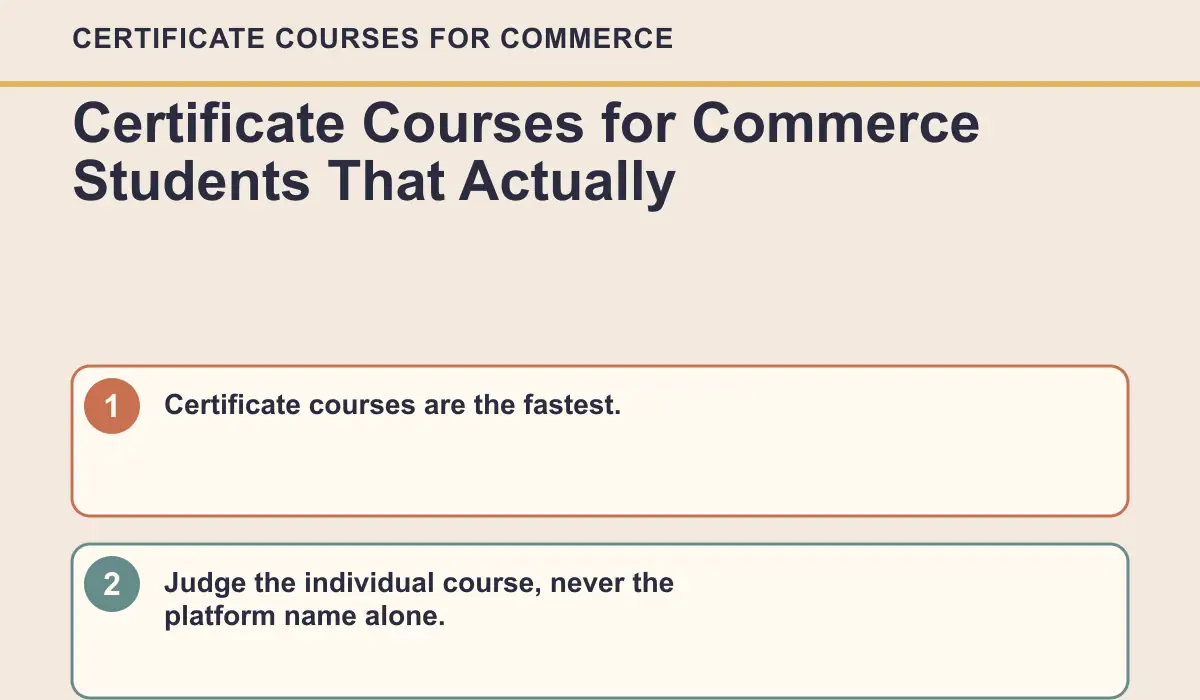 CERTIFICATE COURSES FOR COMMERCE
Certificate Courses for Commerce
Students That Actually
1
Certificate courses are the fastest.
2
Judge the individual course, never the
platform name alone.